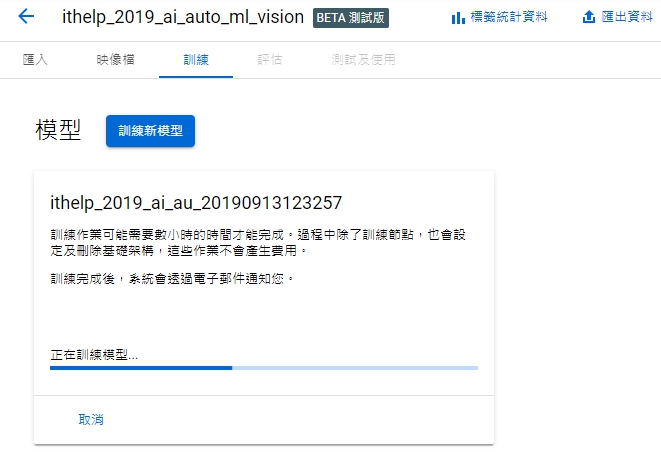 ithelp_2019_ai_auto_ml_vision BETA 測試版 標籤統計資料 匯出資料
匯入 映像檔 訓練 評估 測試及使用
模型 訓練新模型
ithelp_2019_ai_au_20190913123257
訓練作業可能需要數小時的時間才能完成。過程中除了訓練節點，也會設
定及刪除基礎架構，這些作業不會產生費用。
訓練完成後，系統會透過電子郵件通知您。
正在訓練模型...
取消